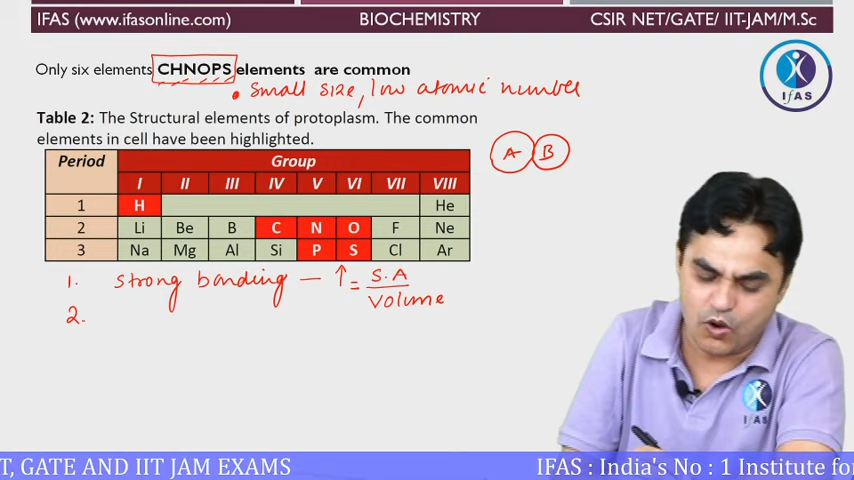 IFAS (www.ifasonline.com) BIOCHEMISTRY CSIR NET/GATE/ IIT-JAM/M.Sc
Only six elements CHNOPS elements are common
• Small size, low atomic number
IFAS
Table 2: The Structural elements of protoplasm. The common
elements in cell have been highlighted.
A B
Period Group
I II III IV V VI VII VIII
1 H He
2 Li Be B C N O F Ne
3 Na Mg Al Si P S Cl Ar
1. strong bonding — ↑ = S.A / Volume
2.
IFAS
T, GATE AND IIT JAM EXAMS IFAS : India's No : 1 Institute for